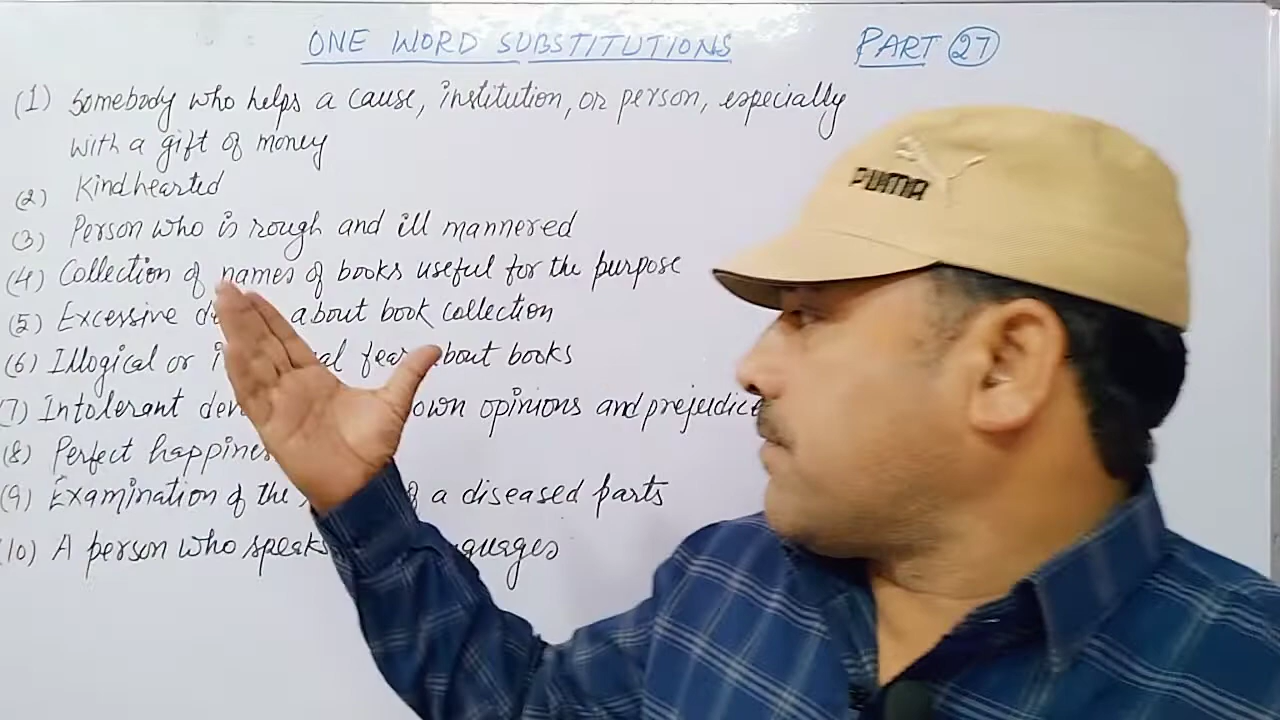 ONE WORD SUBSTITUTIONS PART 27
(1) Somebody who helps a cause, institution, or person, especially
with a gift of money
(2) Kindhearted
(3) Person who is rough and ill mannered
(4) Collection of names of books useful for the purpose
(5) Excessive about book collection
(6) Illogical or fear about books
(7) Intolerant own opinions and prejudice
(8) Perfect happiness
(9) Examination of the a diseased parts
(10) A person who speaks
PUMA